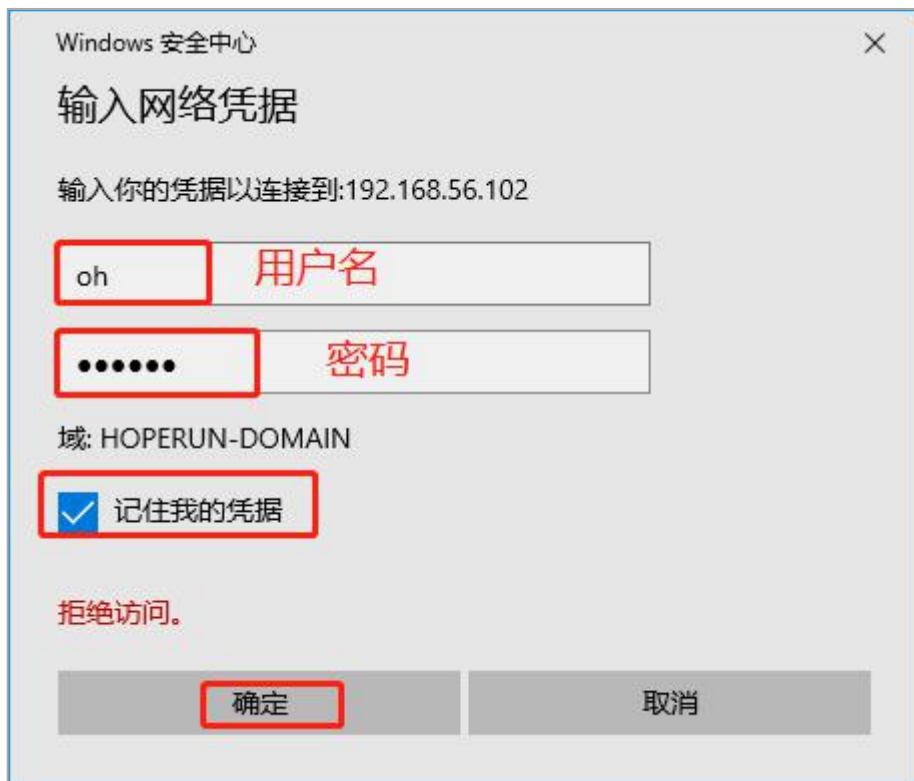 Windows 安全中心
输入网络凭据
输入你的凭据以连接到:192.168.56.102
oh 用户名
●●●●●● 密码
域: HOPERUN-DOMAIN
记住我的凭据
拒绝访问。
确定 取消